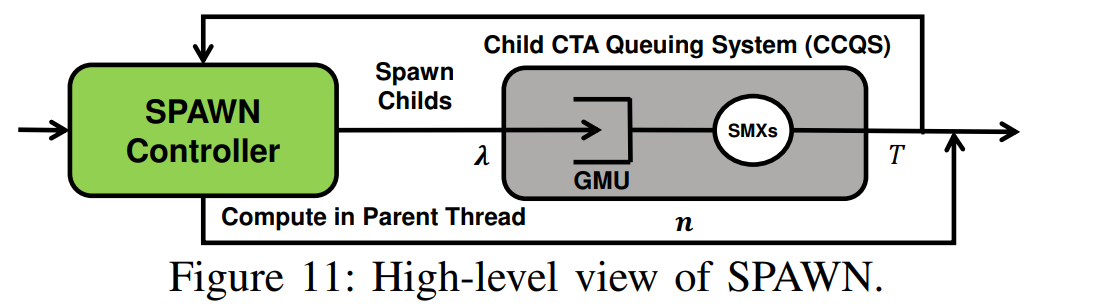 Child CTA Queuing System (CCQS)
Spawn
Childs
SPAWN
Controller
SMXs
λ
T
GMU
Compute in Parent Thread
n
Figure 11: High-level view of SPAWN.